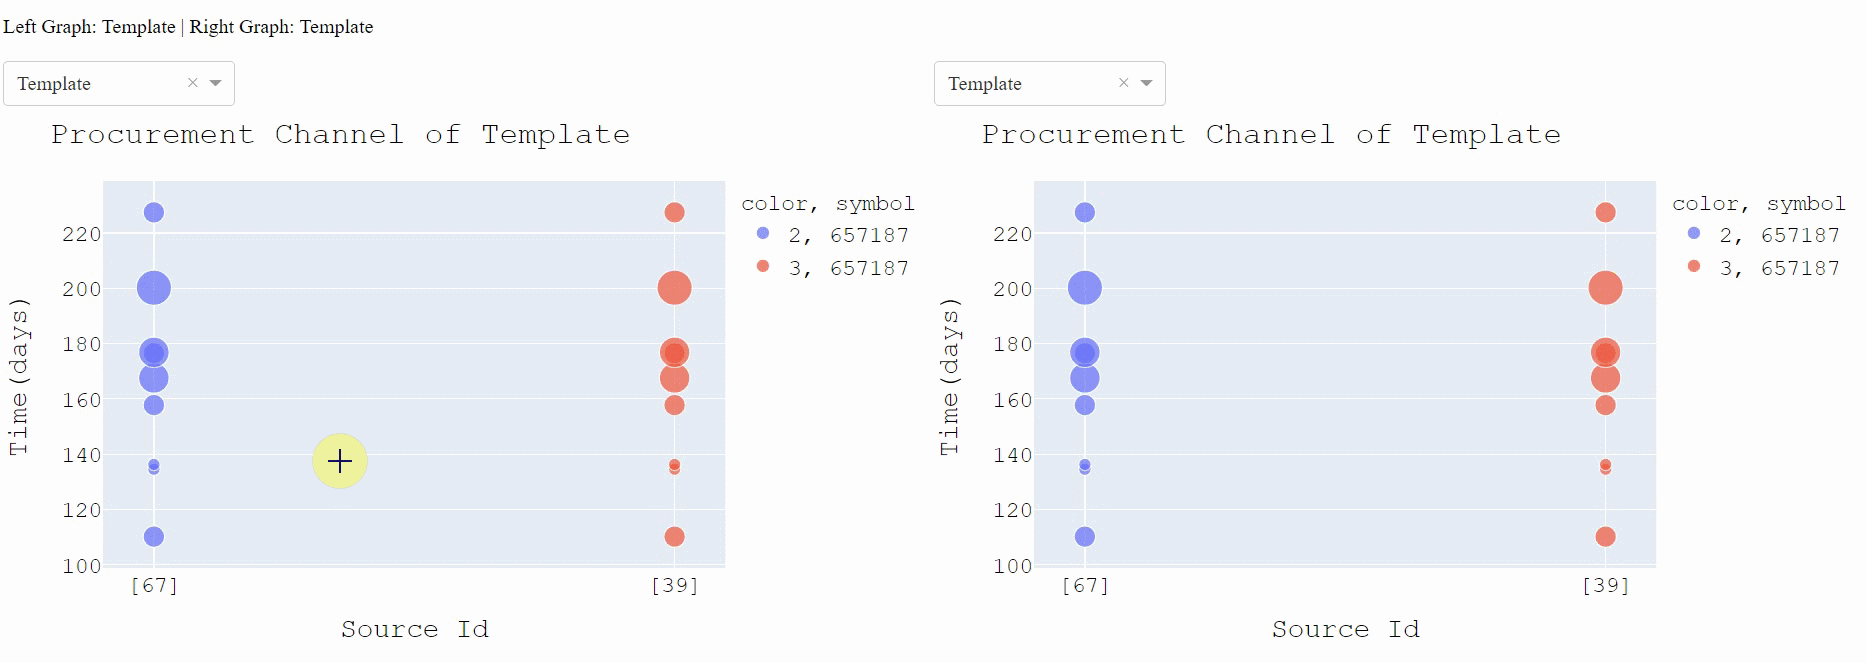 Left Graph: Template | Right Graph: Template
Template
Procurement Channel of Template
color, symbol
2, 657187
3, 657187
220
200
180
160
140
120
100
Time(days)
[67]
[39]
Source Id
Template
Procurement Channel of Template
color, symbol
2, 657187
3, 657187
220
200
180
160
140
120
100
Time(days)
[67]
[39]
Source Id